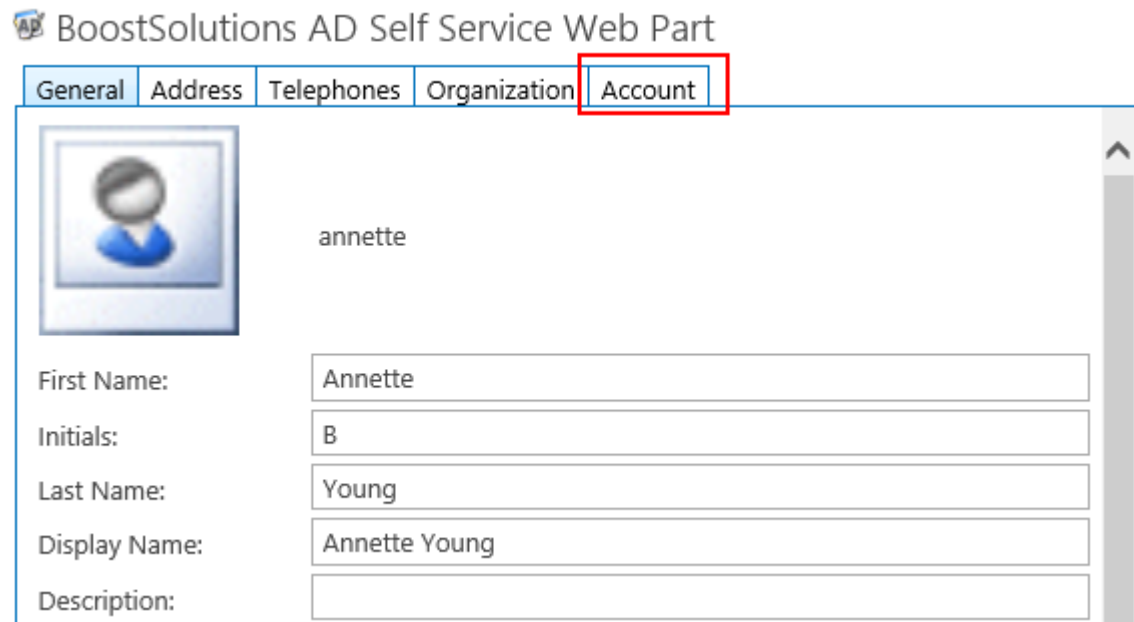 BoostSolutions AD Self Service Web Part
General Address Telephones Organization Account
annette
First Name: Annette
Initials: B
Last Name: Young
Display Name: Annette Young
Description: